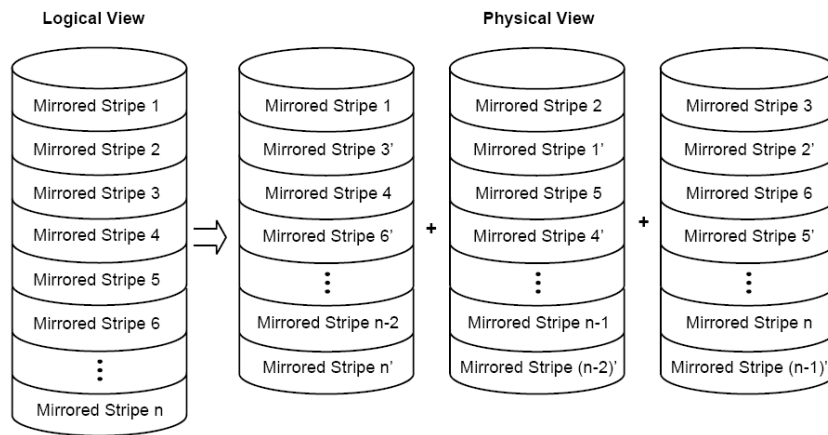 Logical View
Mirrored Stripe 1
Mirrored Stripe 2
Mirrored Stripe 3
Mirrored Stripe 4
Mirrored Stripe 5
Mirrored Stripe 6
Mirrored Stripe n
Physical View
Mirrored Stripe 1
Mirrored Stripe 3’
Mirrored Stripe 4
Mirrored Stripe 6’
Mirrored Stripe n-2
Mirrored Stripe n’
+
Mirrored Stripe 2
Mirrored Stripe 1’
Mirrored Stripe 5
Mirrored Stripe 4’
Mirrored Stripe n-1
Mirrored Stripe (n-2)’
+
Mirrored Stripe 3
Mirrored Stripe 2’
Mirrored Stripe 6
Mirrored Stripe 5’
Mirrored Stripe n
Mirrored Stripe (n-1)’